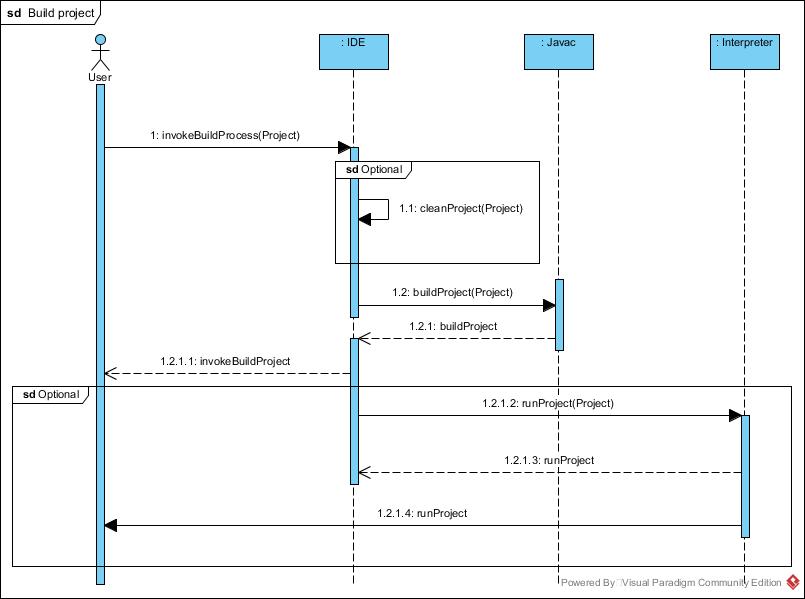 sd Build project
User
: IDE
: Javac
: Interpreter
1: invokeBuildProcess(Project)
sd Optional
1.1: cleanProject(Project)
1.2: buildProject(Project)
1.2.1: buildProject
1.2.1.1: invokeBuildProject
sd Optional
1.2.1.2: runProject(Project)
1.2.1.3: runProject
1.2.1.4: runProject
Powered By Visual Paradigm Community Edition